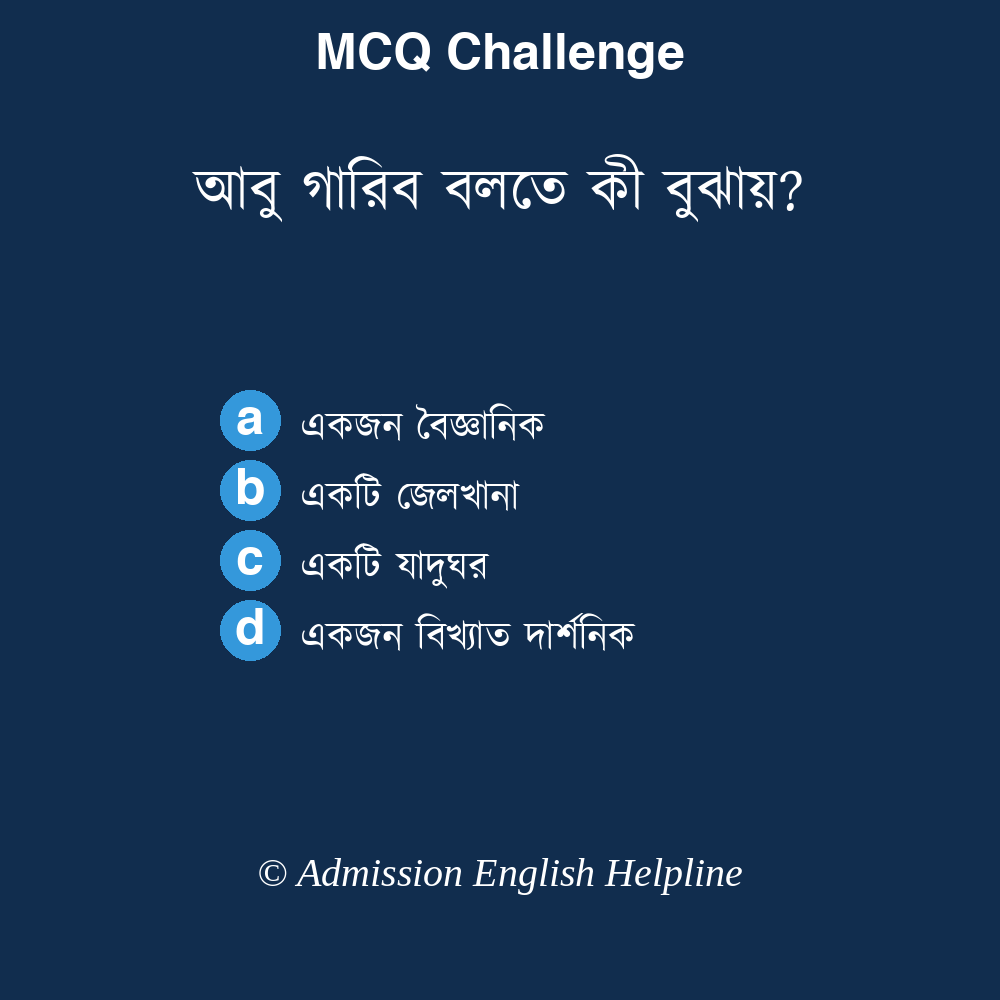 MCQ Challenge
আবু গারিব বলতে কী বুঝায়?
a একজন বৈজ্ঞানিক
b একটি জেলখানা
c একটি যাদুঘর
d একজন বিখ্যাত দার্শনিক
© Admission English Helpline